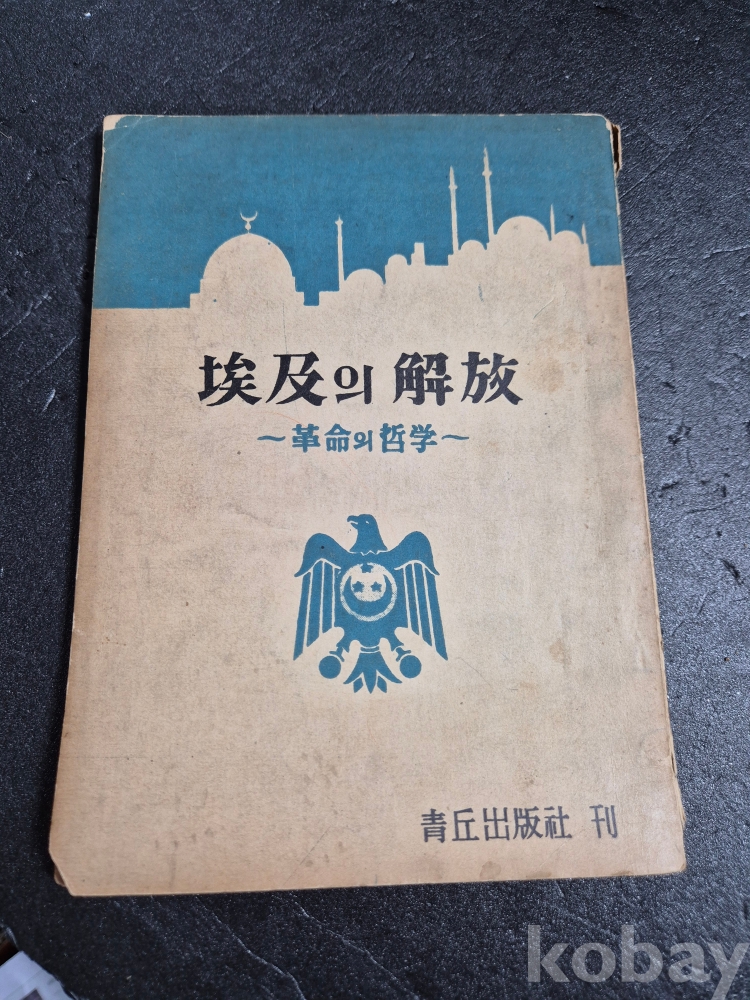 埃及의 解放
~革命의哲学~
青丘出版社 刊
kobay